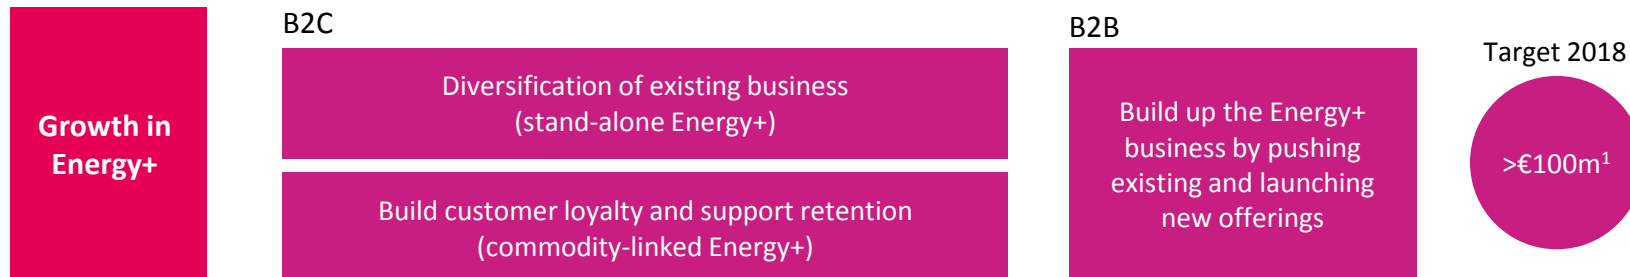 Growth in
Energy+
B2C
Diversification of existing business
(stand-alone Energy+)
Build customer loyalty and support retention
(commodity-linked Energy+)
B2B
Build up the Energy+
business by pushing
existing and launching
new offerings
Target 2018
>€100m¹